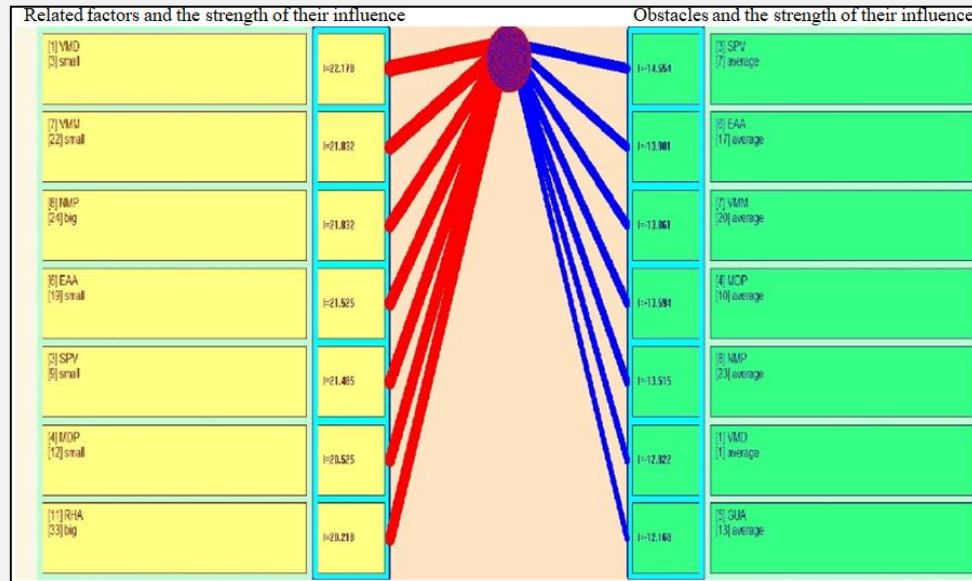 Related factors and the strength of their influence
Obstacles and the strength of their influence
[1] VMD
[3] small
I=22.178
[7] VMM
[22] small
I=21.832
[8] NMP
[24] big
I=21.832
[6] EAA
[19] small
I=21.525
[3] SPV
[9] small
I=21.485
[4] MDP
[12] small
I=20.525
[11] RHA
[33] big
I=20.218
I=-14.554
[3] SPV
[7] average
I=-13.901
[6] EAA
[17] average
I=-13.861
[7] VMM
[20] average
I=-13.594
[4] MDP
[10] average
I=-13.515
[8] NMP
[23] average
I=-12.822
[1] VMD
[1] average
I=-12.168
[5] GUA
[13] average